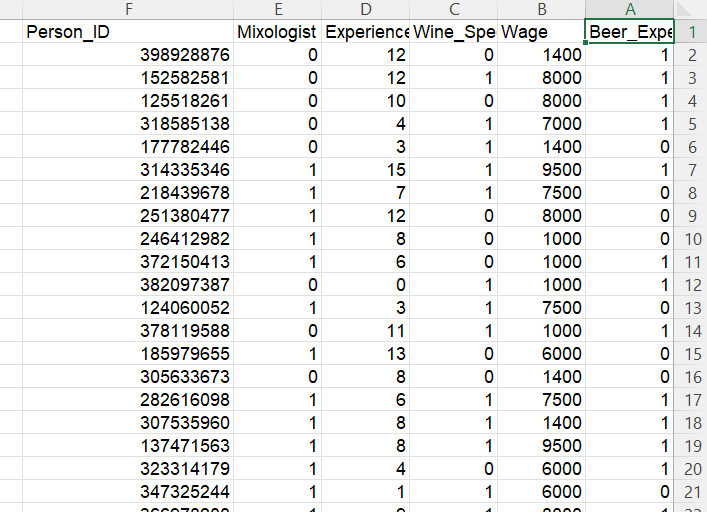 F E D C B A
Person_ID Mixologist Experience Wine_Spe Wage Beer_Expe 1
398928876 0 12 0 1400 1 2
152582581 0 12 1 8000 1 3
125518261 0 10 0 8000 1 4
318585138 0 4 1 7000 1 5
177782446 0 3 1 1400 0 6
314335346 1 15 1 9500 1 7
218439678 1 7 1 7500 0 8
251380477 1 12 0 8000 0 9
246412982 1 8 0 1000 0 10
372150413 1 6 0 1000 1 11
382097387 0 0 1 1000 1 12
124060052 1 3 1 7500 0 13
378119588 0 11 1 1000 1 14
185979655 1 13 0 6000 0 15
305633673 0 8 0 1400 0 16
282616098 1 6 1 7500 1 17
307535960 1 8 1 1400 1 18
137471563 1 8 1 9500 1 19
323314179 1 4 0 6000 1 20
347325244 1 1 1 6000 0 21